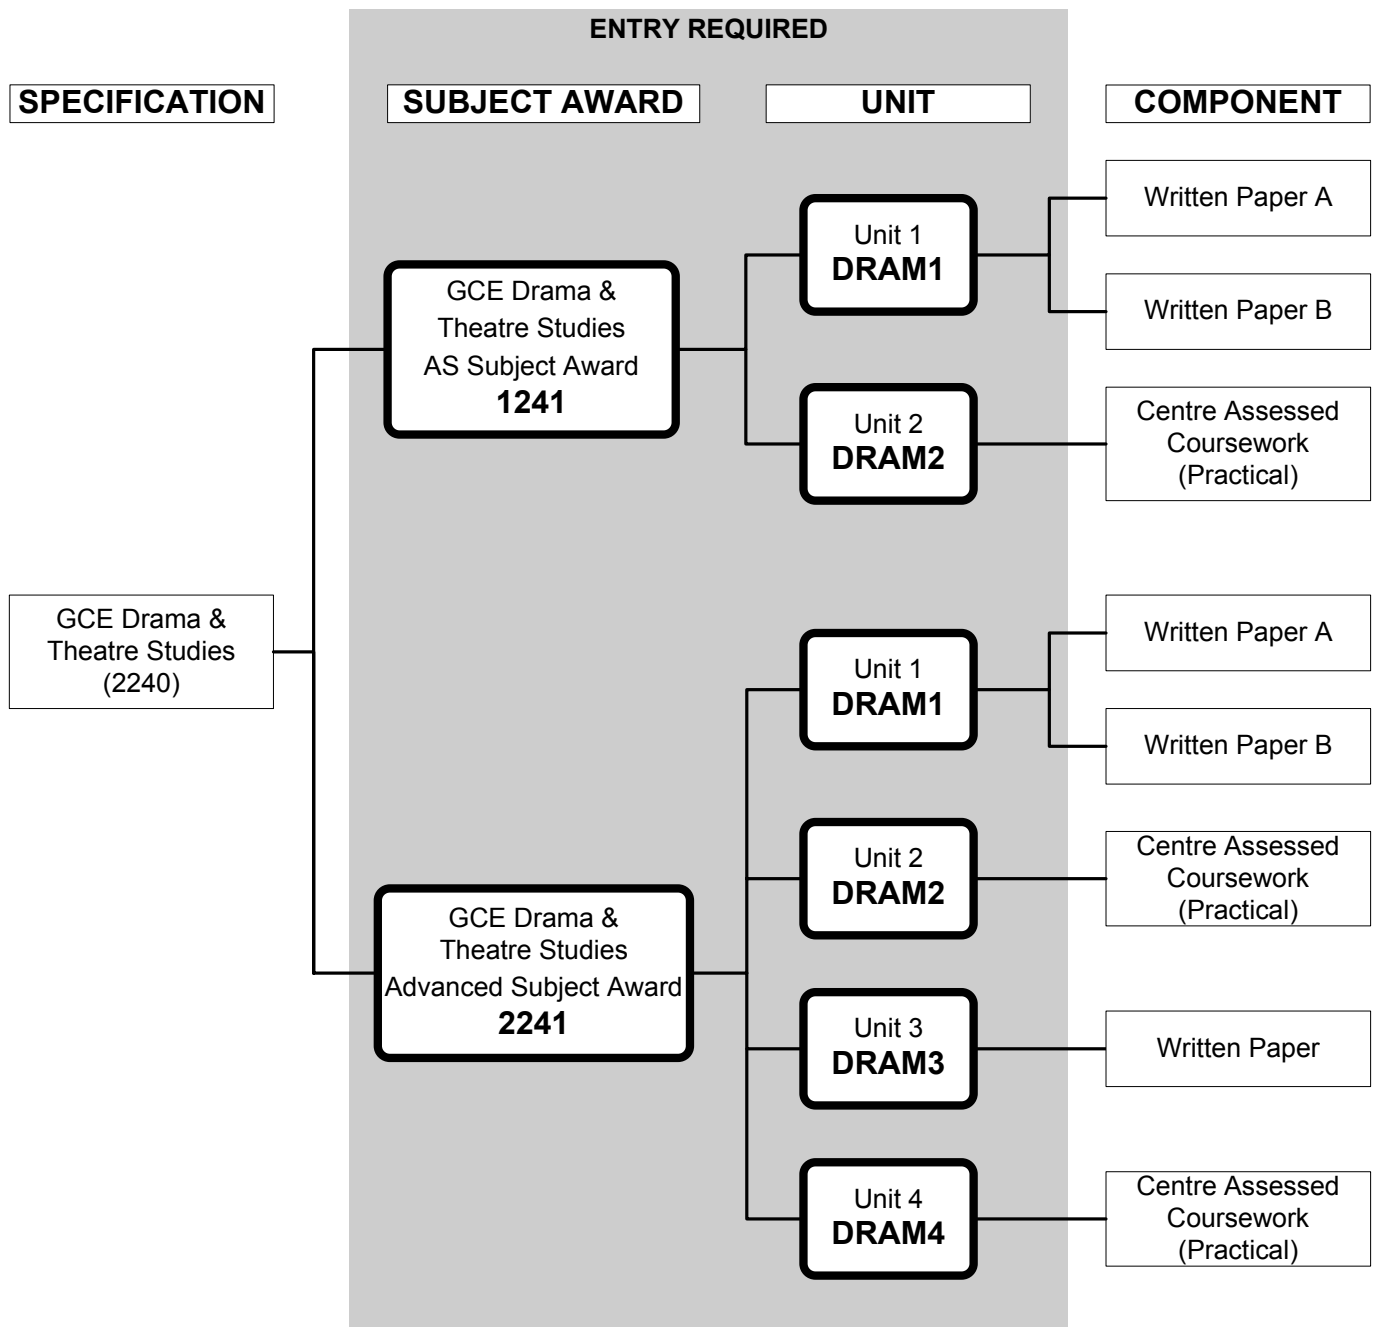 ENTRY REQUIRED
SPECIFICATION
SUBJECT AWARD
UNIT
COMPONENT
GCE Drama &
Theatre Studies
(2240)
GCE Drama &
Theatre Studies
AS Subject Award
1241
Unit 1
DRAM1
Written Paper A
Written Paper B
Unit 2
DRAM2
Centre Assessed
Coursework
(Practical)
GCE Drama &
Theatre Studies
Advanced Subject Award
2241
Unit 1
DRAM1
Written Paper A
Written Paper B
Unit 2
DRAM2
Centre Assessed
Coursework
(Practical)
Unit 3
DRAM3
Written Paper
Unit 4
DRAM4
Centre Assessed
Coursework
(Practical)